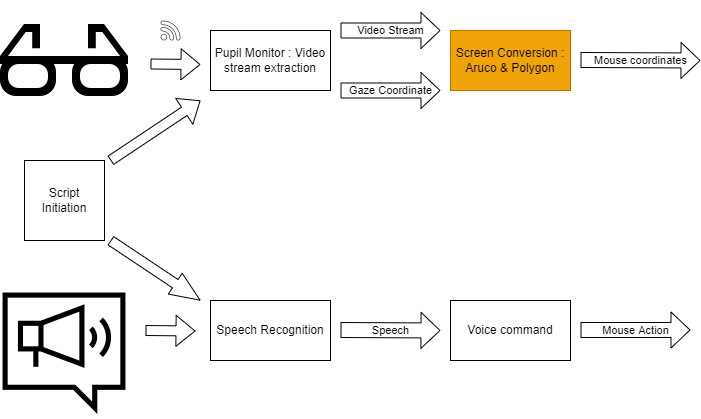 Pupil Monitor : Video
stream extraction
Video Stream
Gaze Coordinate
Screen Conversion :
Aruco & Polygon
Mouse coordinates
Script
Initiation
Speech Recognition
Speech
Voice command
Mouse Action